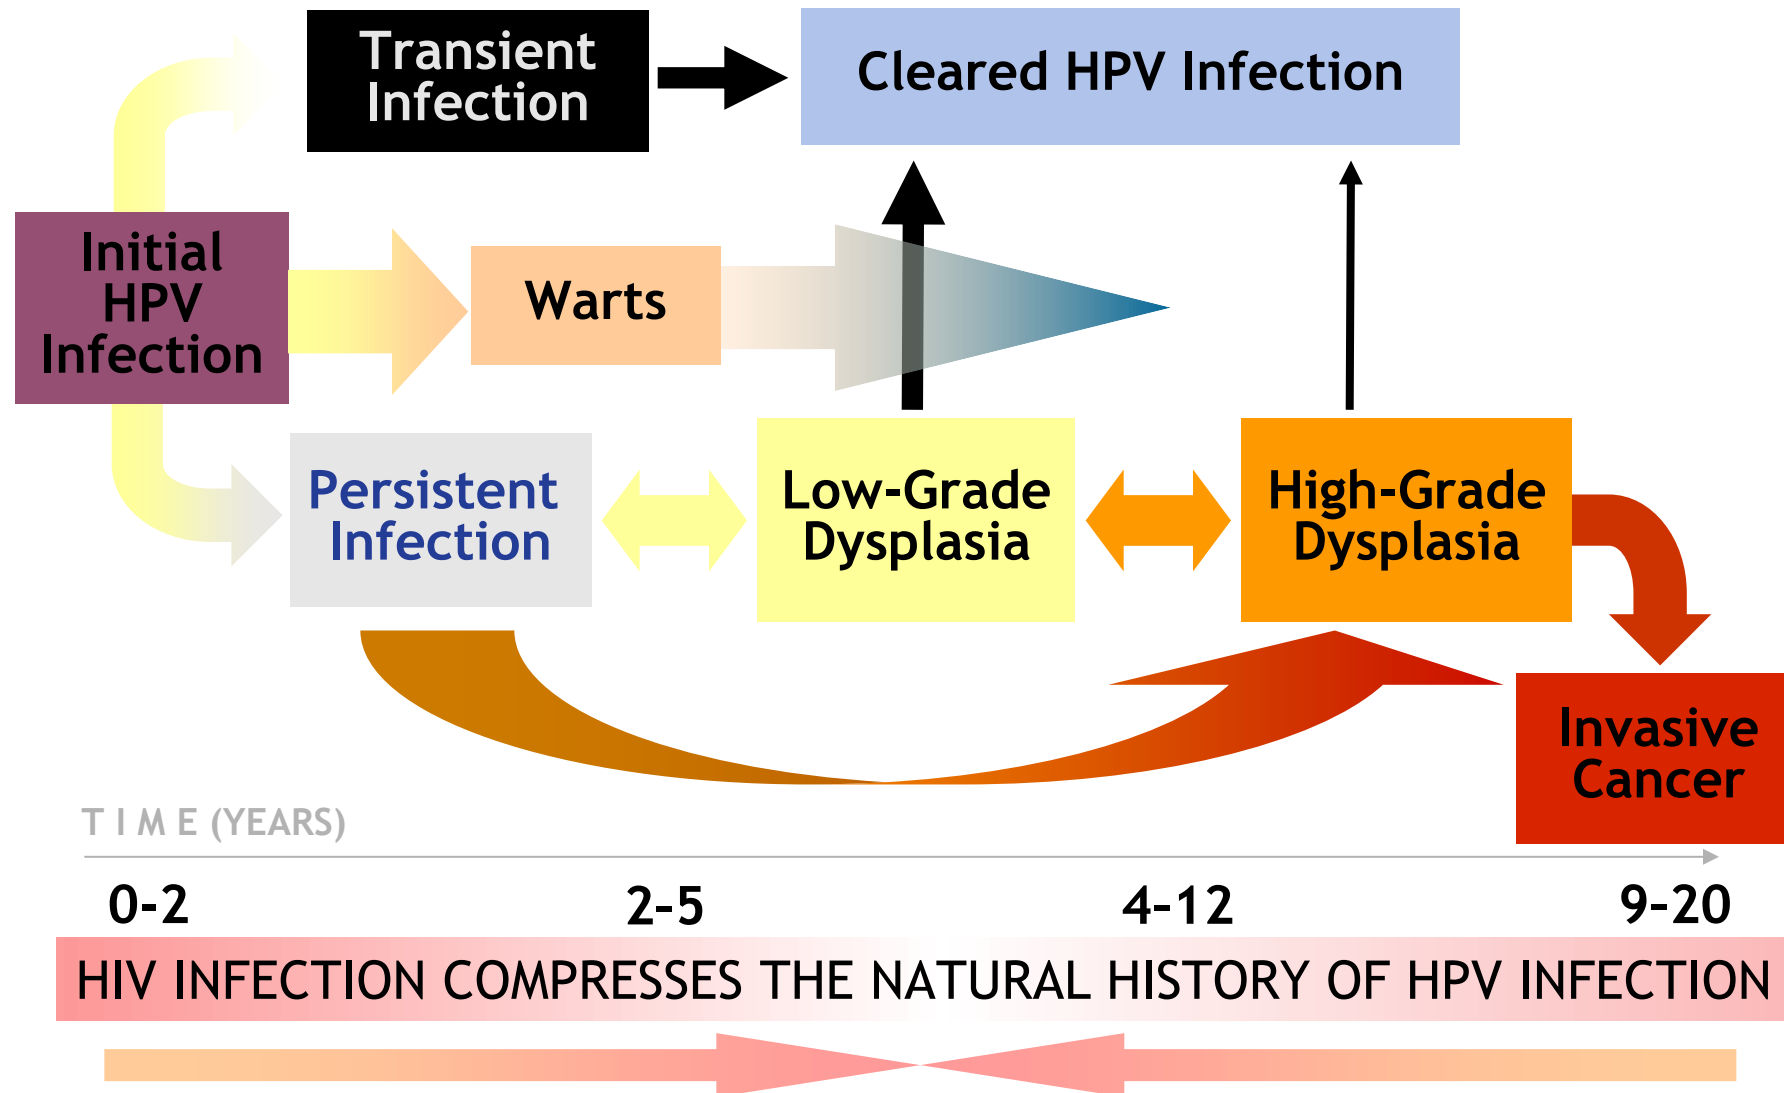 Transient
Infection
Cleared HPV Infection
Initial
HPV
Infection
Warts
Persistent
Infection
Low-Grade
Dysplasia
High-Grade
Dysplasia
Invasive
Cancer
T I M E (YEARS)
0-2
2-5
4-12
9-20
HIV INFECTION COMPRESSES THE NATURAL HISTORY OF HPV INFECTION